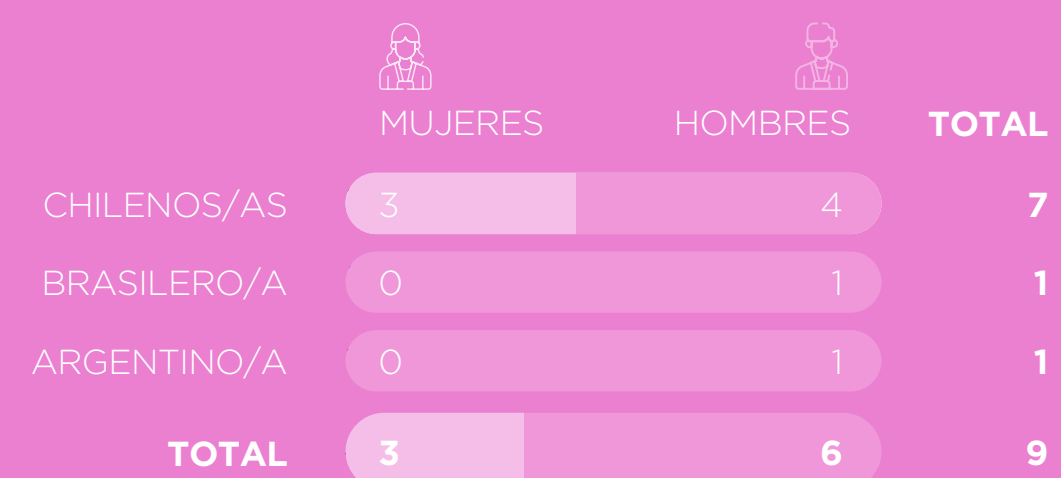 MUJERES HOMBRES TOTAL
CHILENOS/AS 3 4 7
BRASILERO/A 0 1 1
ARGENTINO/A 0 1 1
TOTAL 3 6 9